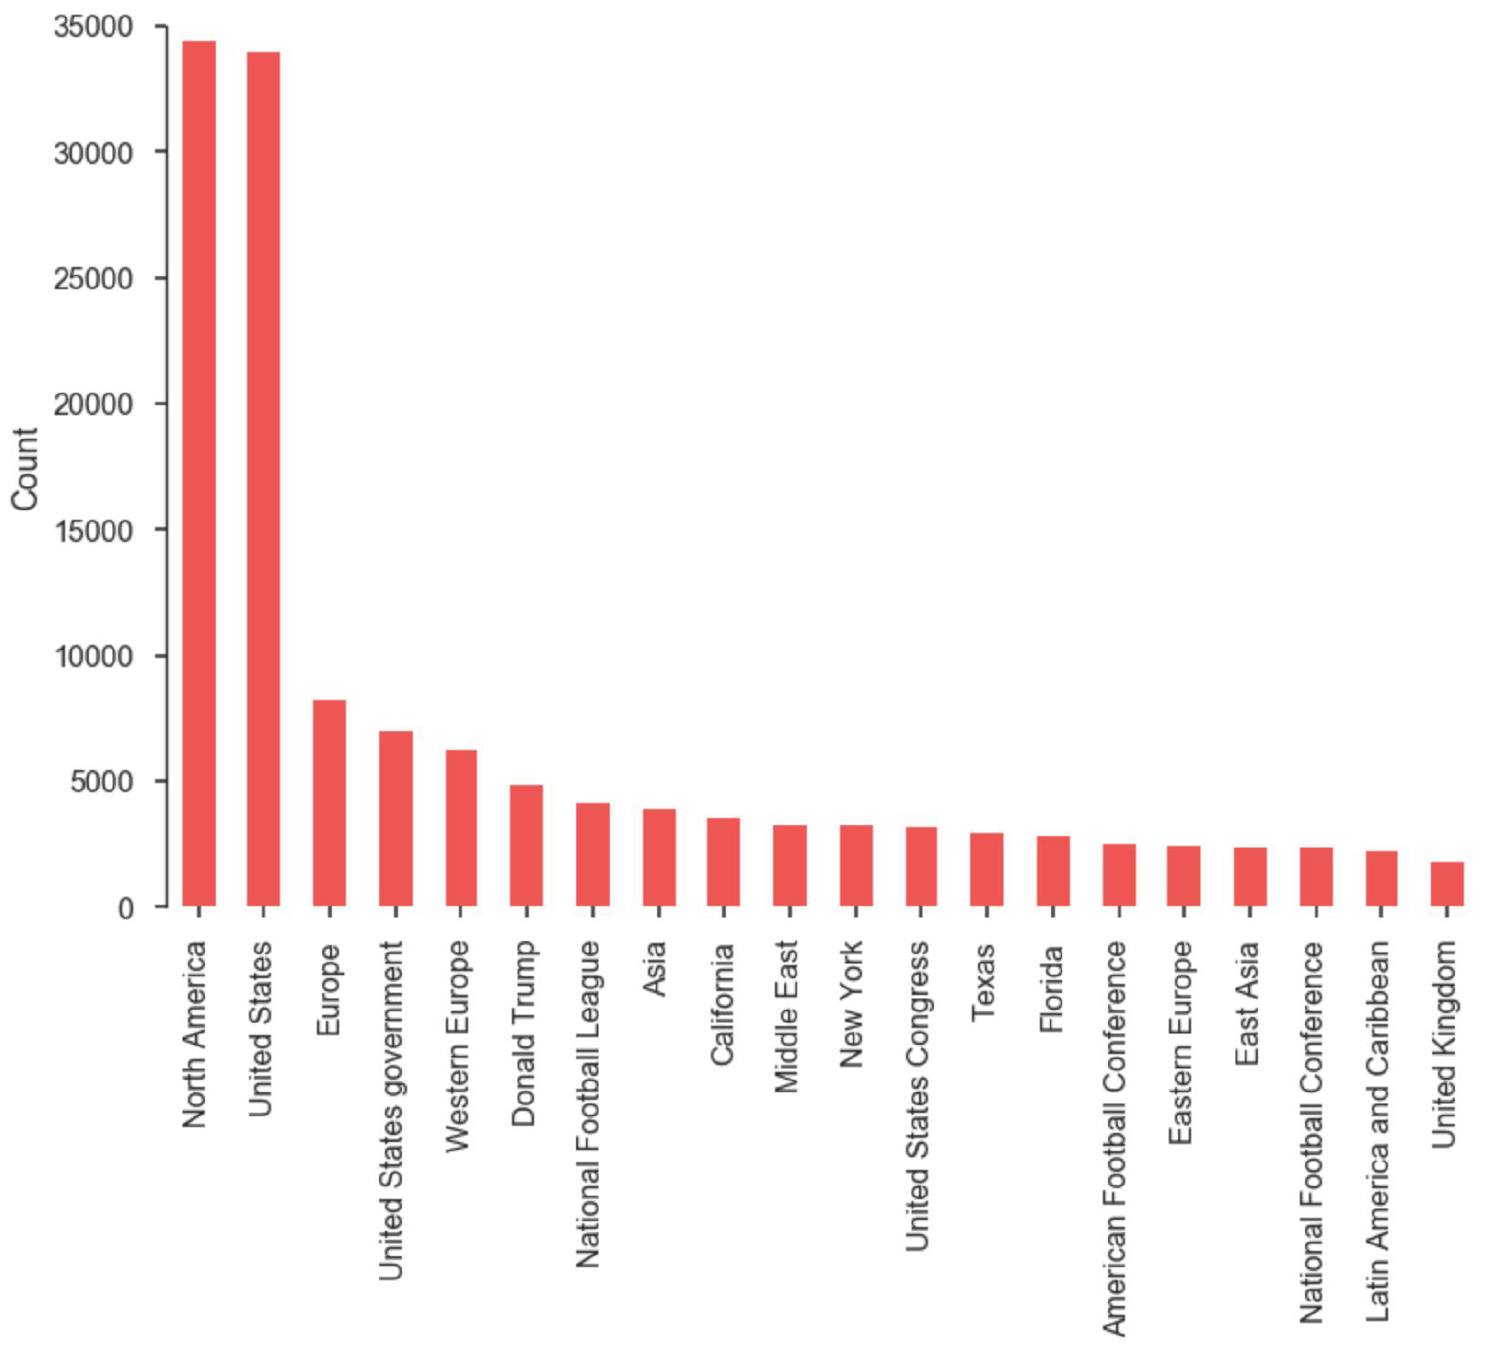 35000
30000
25000
20000
15000
10000
5000
0
Count
North America
United States
Europe
United States government
Western Europe
Donald Trump
National Football League
Asia
California
Middle East
New York
United States Congress
Texas
Florida
American Football Conference
Eastern Europe
East Asia
National Football Conference
Latin America and Caribbean
United Kingdom